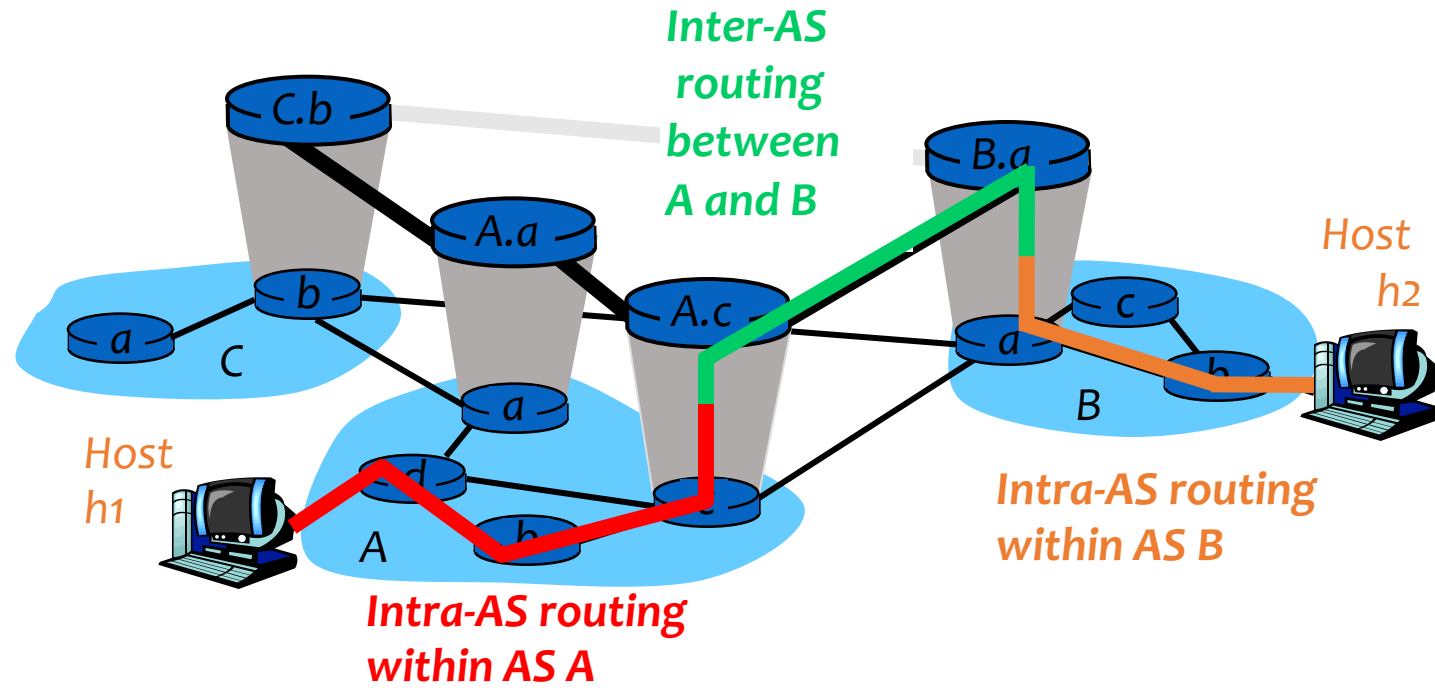 Inter-AS
routing
between
A and B
C.b
B.a
A.a
Host
h2
b
A.c
c
a
a
C
b
a
B
Host
h1
d
c
b
A
Intra-AS routing
within AS B
Intra-AS routing
within AS A